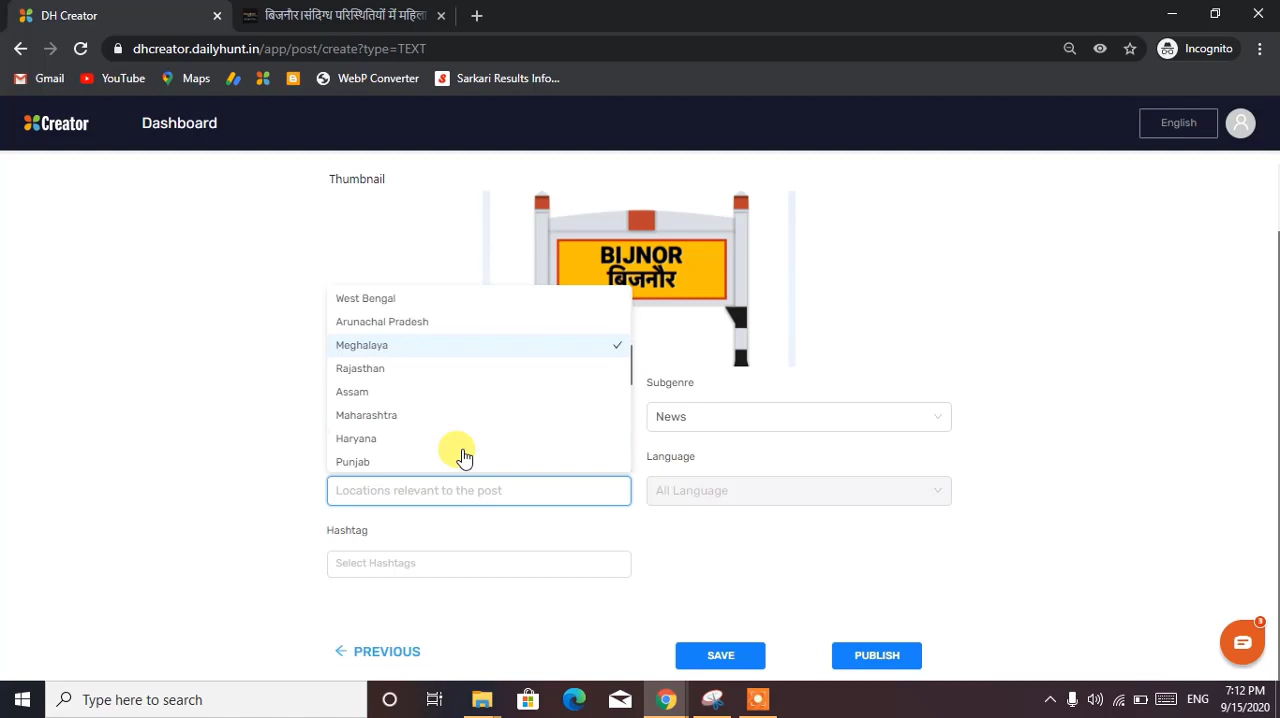 DH Creator
बिजनौर।संदिग्ध परिस्थितियों में महिला
dhcreator.dailyhunt.in/app/post/create?type=TEXT
Incognito
Gmail
YouTube
Maps
WebP Converter
S
Sarkari Results Info...
Creator
Dashboard
English
Thumbnail
BIJNOR
बिजनौर
West Bengal
Arunachal Pradesh
Meghalaya
Rajasthan
Assam
Maharashtra
Haryana
Punjab
Subgenre
News
Language
Locations relevant to the post
All Language
Hashtag
Select Hashtags
PREVIOUS
SAVE
PUBLISH
3
Type here to search
ENG
7:12 PM
9/15/2020